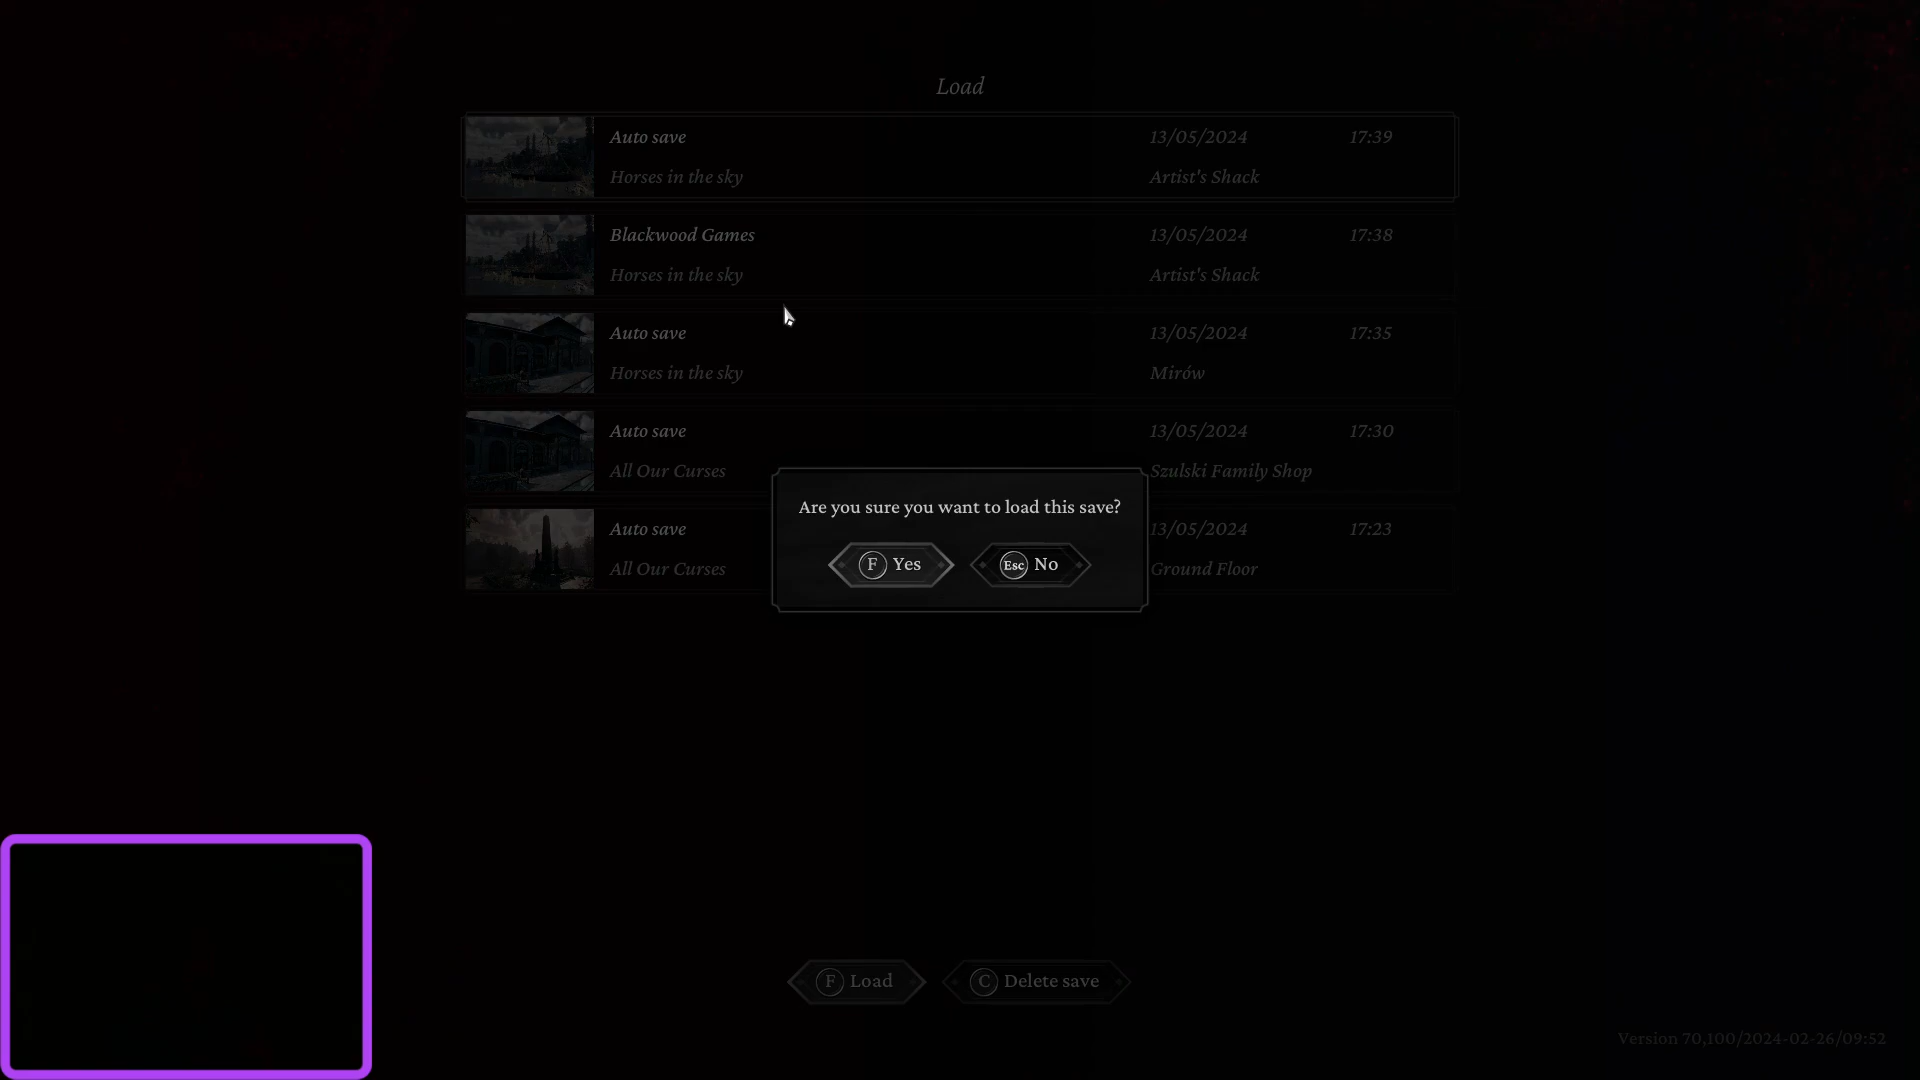 Load
Auto save 13/05/2024 17:39
Horses in the sky Artist's Shack
Blackwood Games 13/05/2024 17:38
Horses in the sky Artist's Shack
Auto save 13/05/2024 17:35
Horses in the sky Mirów
Auto save 13/05/2024 17:30
All Our Curses Szulski Family Shop
Are you sure you want to load this save?
Auto save 13/05/2024 17:23
F Yes Esc No
All Our Curses Ground Floor
F Load C Delete save
Version 70,100/2024-02-26/09:52